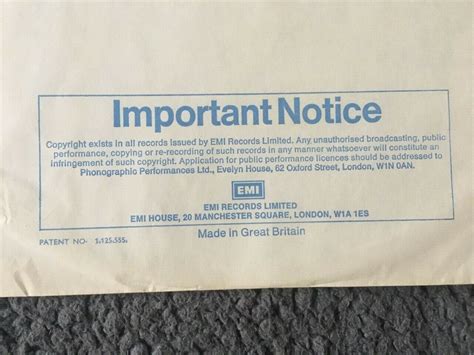 Important Notice
Copyright exists in all records issued by EMI Records Limited. Any unauthorised broadcasting, public
performance, copying or re-recording of such records in any manner whatsoever will constitute an
infringement of such copyright. Application for public performance licences should be addressed to
Phonographic Performances Ltd., Evelyn House, 62 Oxford Street, London, W1N 0AN.
EMI
EMI RECORDS LIMITED
EMI HOUSE, 20 MANCHESTER SQUARE, LONDON, W1A 1ES
PATENT NO. 1,125,555.
Made in Great Britain